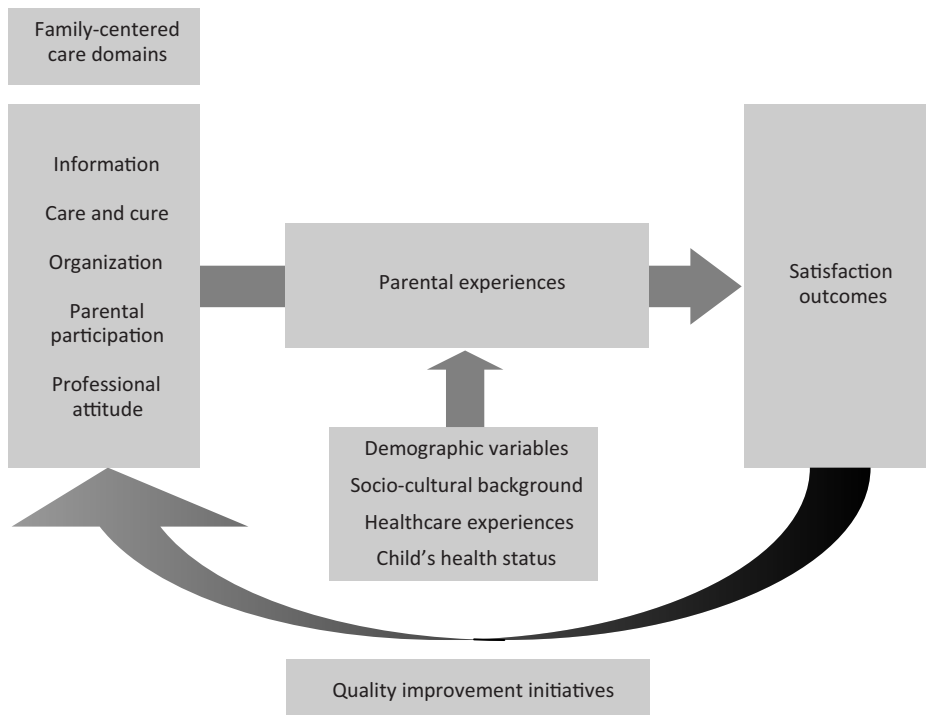 Family-centered
care domains
Information
Care and cure
Organization
Parental
participation
Professional
attitude
Parental experiences
Satisfaction
outcomes
Demographic variables
Socio-cultural background
Healthcare experiences
Child’s health status
Quality improvement initiatives